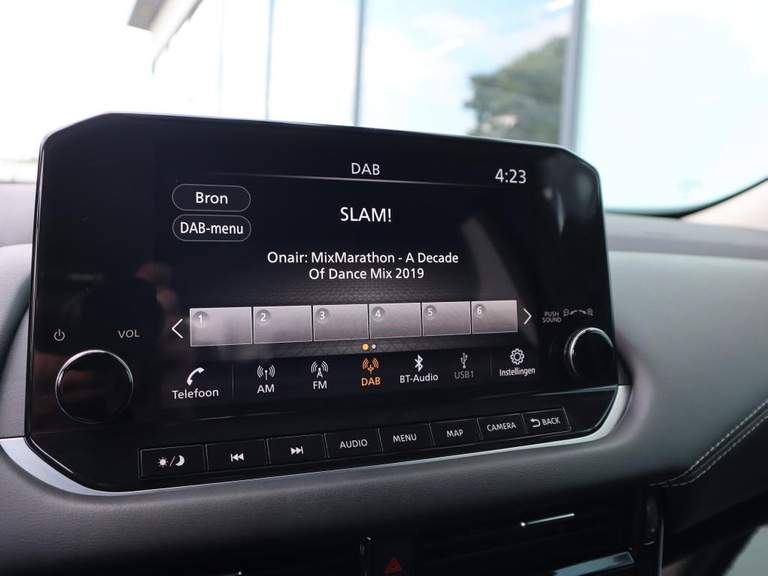 DAB
4:23
Bron
SLAM!
DAB-menu
Onair: MixMarathon - A Decade
Of Dance Mix 2019
1 2 3 4 5 6
PUSH
SOUND
VOL
Telefoon
AM
FM
DAB
BT-Audio
USB1
Instellingen
AUDIO
MENU
MAP
CAMERA
BACK